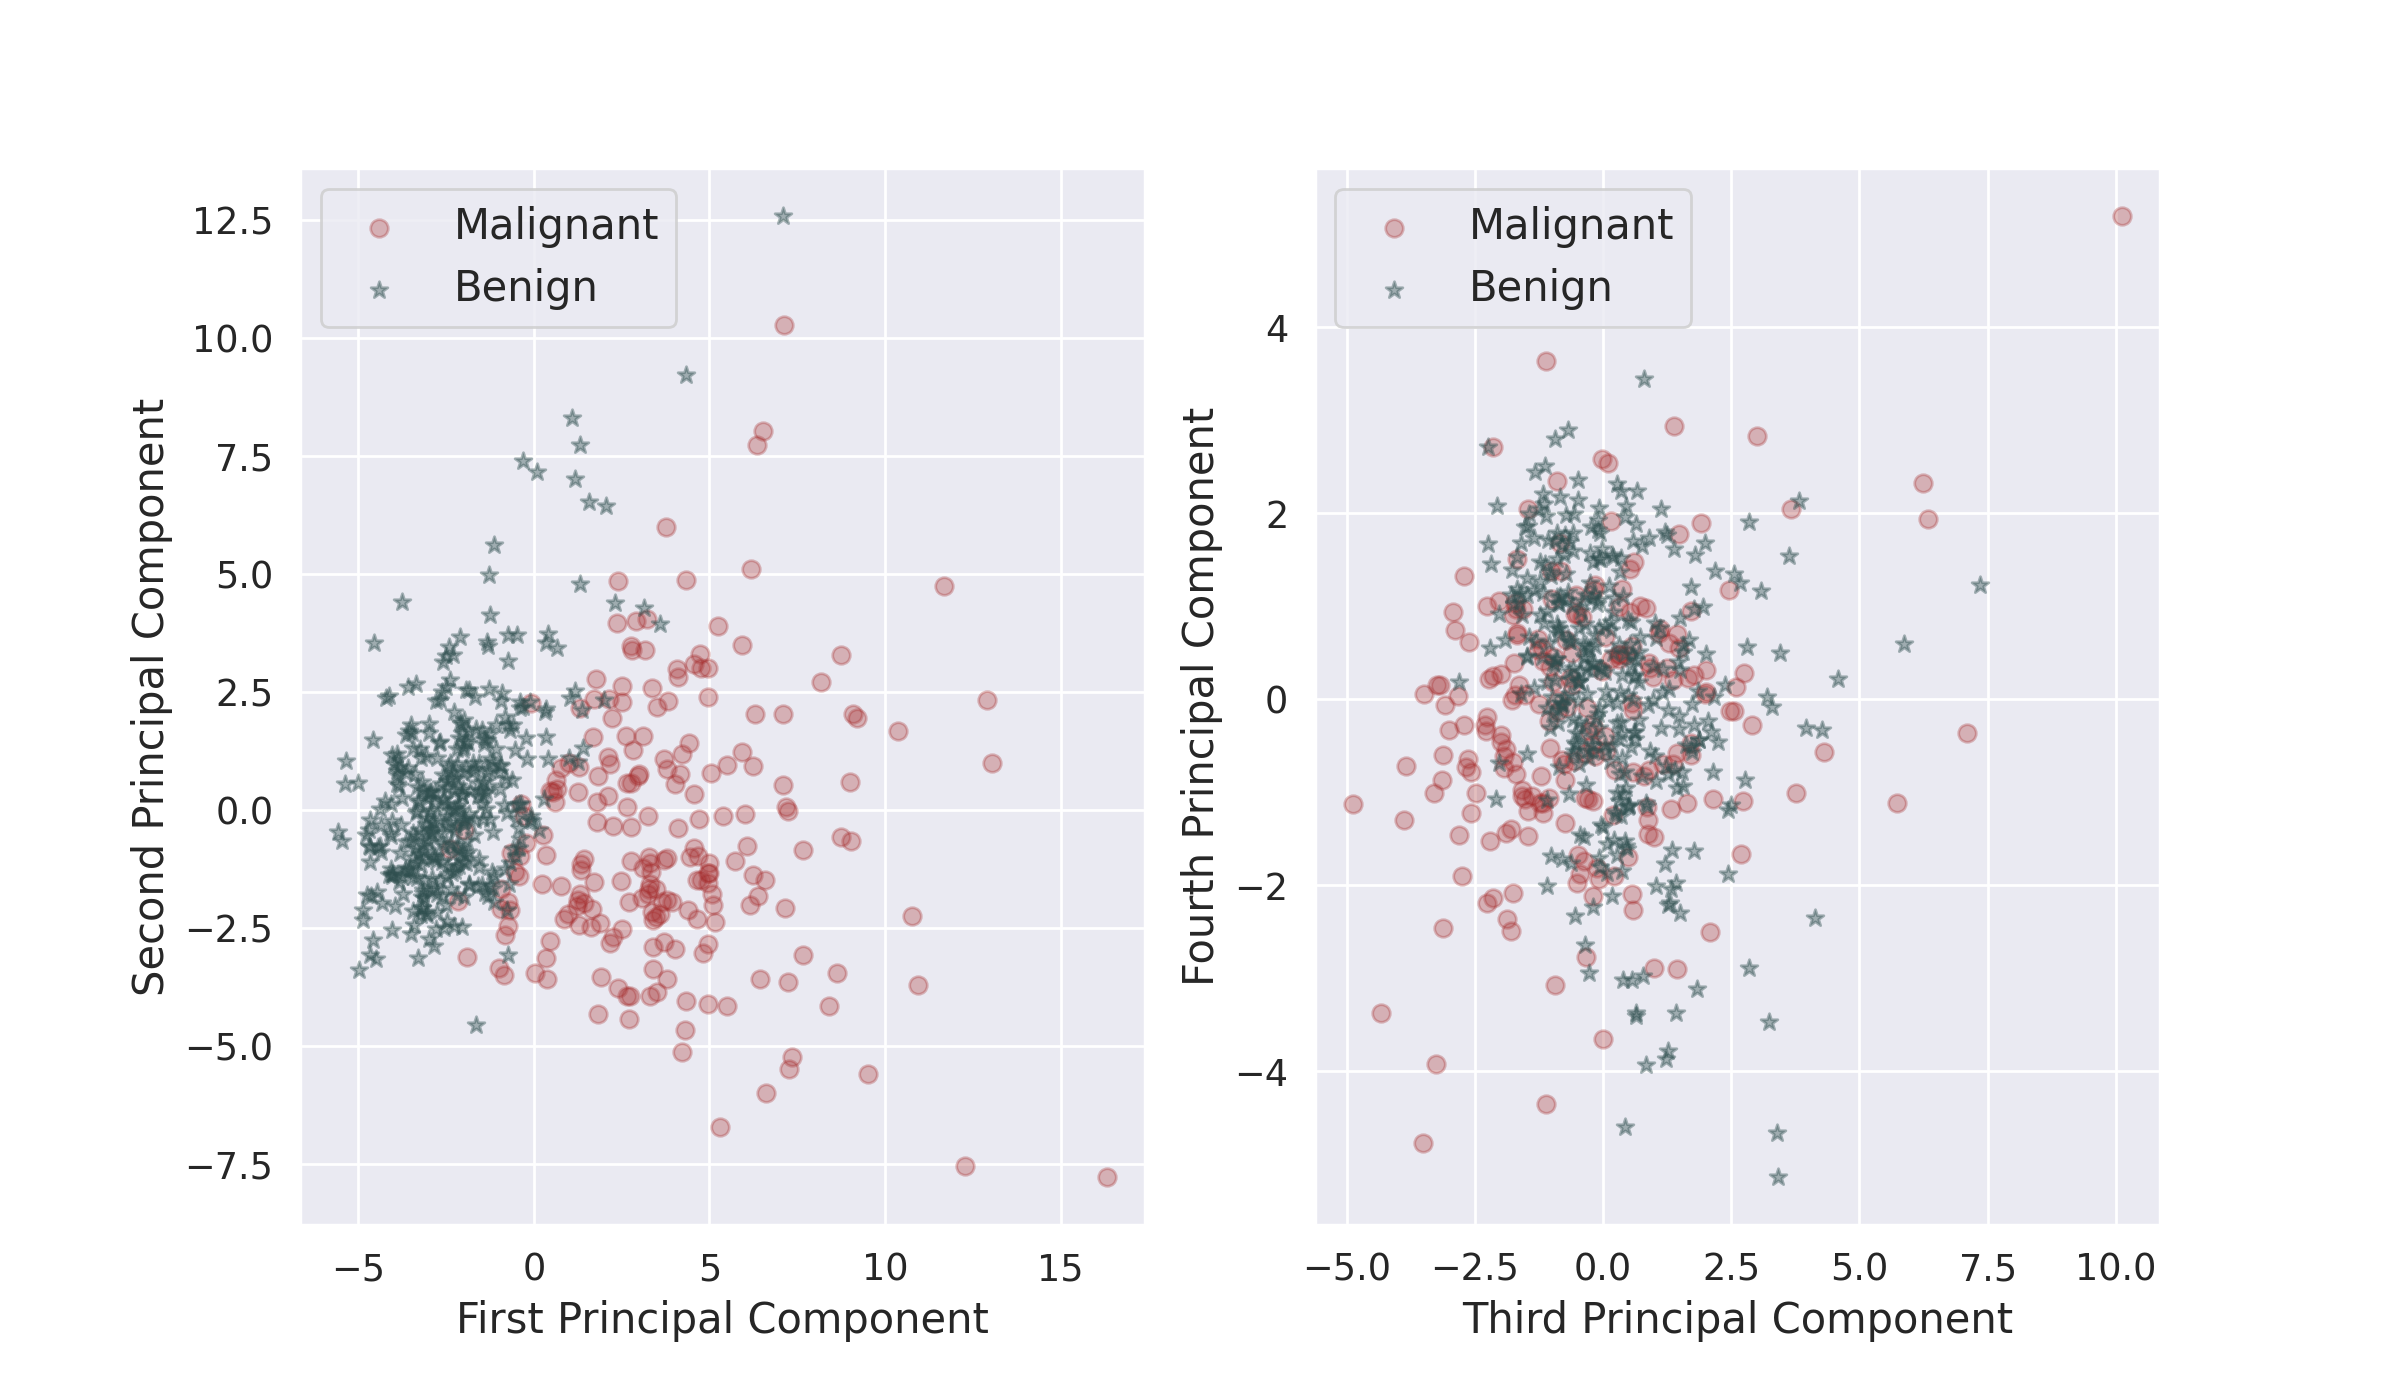 Malignant
Benign
12.5
10.0
7.5
5.0
2.5
0.0
−2.5
−5.0
−7.5
Second Principal Component
−5 0 5 10 15
First Principal Component
Malignant
Benign
4
2
0
−2
−4
Fourth Principal Component
−5.0 −2.5 0.0 2.5 5.0 7.5 10.0
Third Principal Component